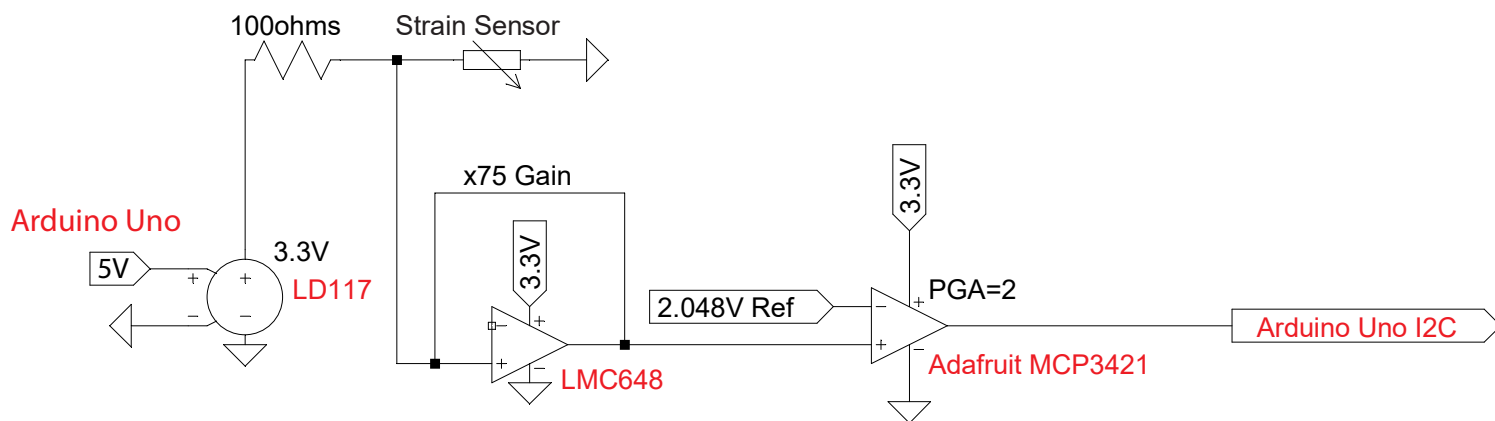 100ohms
Strain Sensor
x75 Gain
3.3V
Arduino Uno
5V
3.3V
LD117
3.3V
PGA=2
2.048V Ref
Arduino Uno I2C
LMC648
Adafruit MCP3421